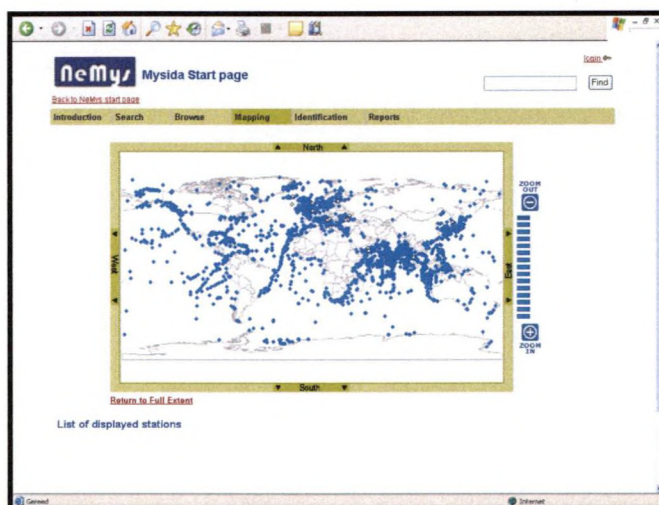 login
NeMys Mysida Start page
Find
Back to NeMys start page
Introduction Search Browse Mapping Identification Reports
North
ZOOM OUT
West
East
ZOOM IN
South
Return to Full Extent
List of displayed stations
Gereed
Internet